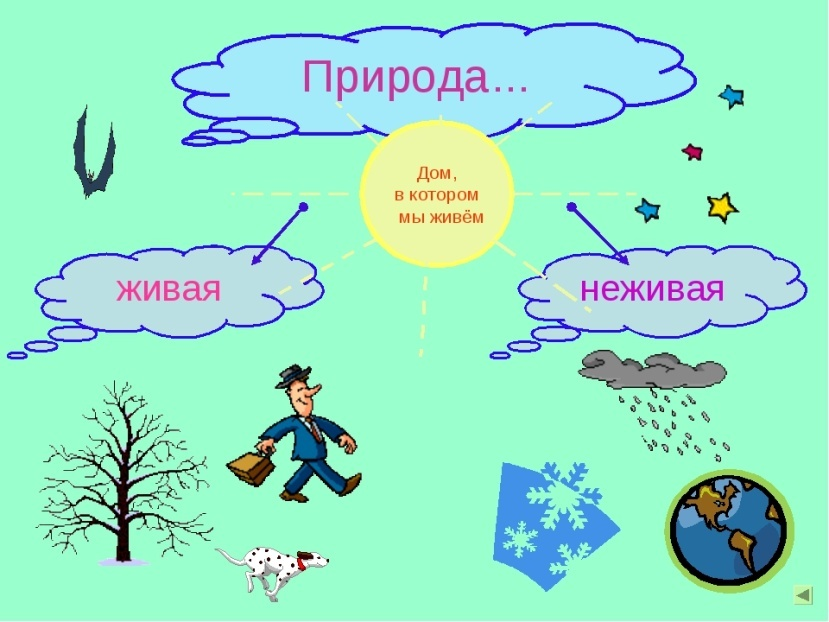 Природа...
Дом,
в котором
мы живём
живая
неживая